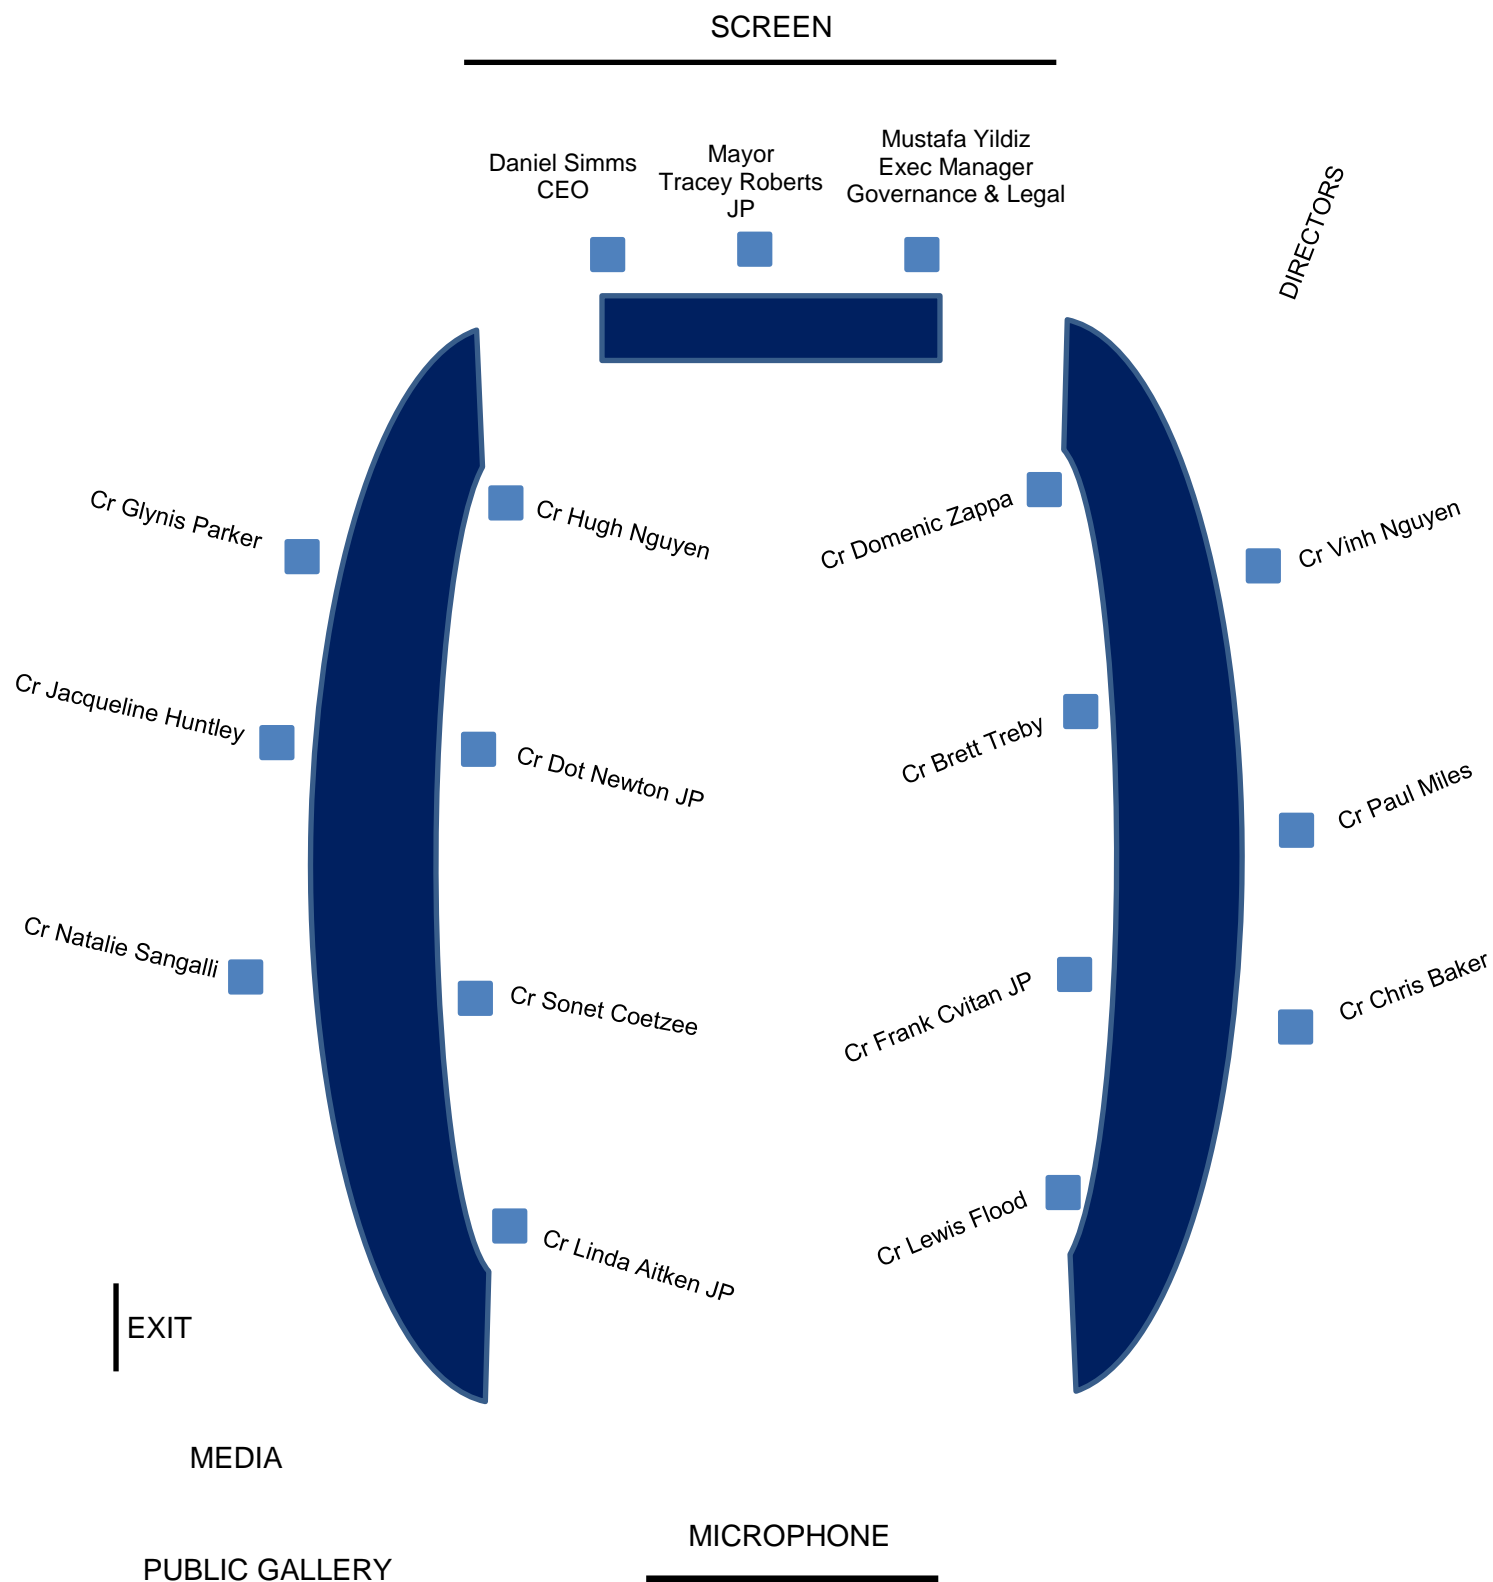 SCREEN
Daniel Simms
CEO
Mayor
Tracey Roberts
JP
Mustafa Yildiz
Exec Manager
Governance & Legal
DIRECTORS
Cr Glynis Parker
Cr Hugh Nguyen
Cr Domenic Zappa
Cr Vinh Nguyen
Cr Jacqueline Huntley
Cr Dot Newton JP
Cr Brett Treby
Cr Paul Miles
Cr Natalie Sangalli
Cr Sonet Coetzee
Cr Frank Cvitan JP
Cr Chris Baker
Cr Linda Aitken JP
Cr Lewis Flood
EXIT
MEDIA
MICROPHONE
PUBLIC GALLERY